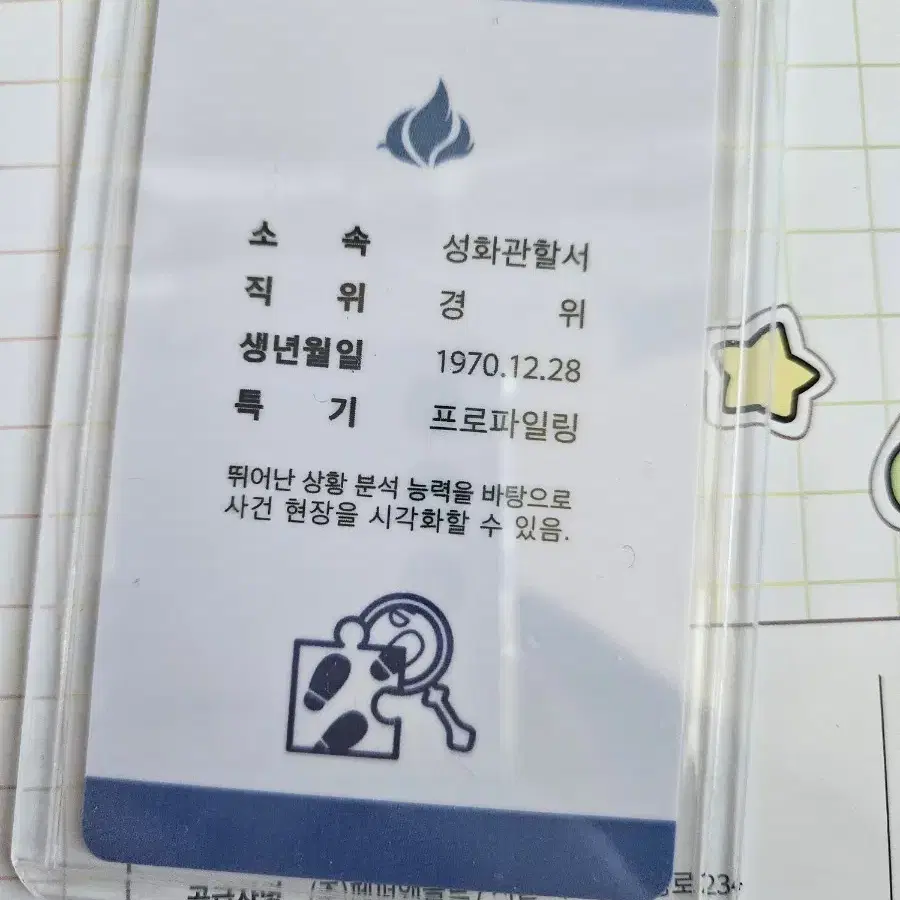 소 속 성화관할서
직 위 경 위
생년월일 1970.12.28
특 기 프로파일링
뛰어난 상황 분석 능력을 바탕으로
사건 현장을 시각화할 수 있음.
로 234